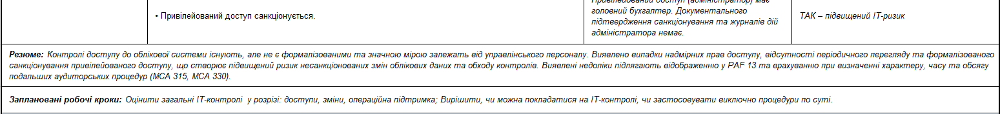 Привілейований доступ (адміністратор) має
• Привілейований доступ санкціонується.
головний бухгалтер. Документального
підтвердження санкціонування та журналів дій
адміністратора немає.
ТАК – підвищений ІТ-ризик
Резюме: Контролі доступу до облікової системи існують, але не є формалізованими та значною мірою залежать від управлінського персоналу. Виявлено випадки надмірних прав доступу, відсутності періодичного перегляду та формалізованого
санкціонування привілейованого доступу, що створює підвищений ризик несанкціонованих змін облікових даних та обходу контролів. Виявлені недоліки підлягають відображенню у PAF 13 та врахуванню при визначенні характеру, часу та обсягу
подальших аудиторських процедур (МСА 315, МСА 330).
Заплановані робочі кроки: Оцінити загальні ІТ-контролі у розрізі: доступи, зміни, операційна підтримка; Вирішити, чи можна покладатися на ІТ-контролі, чи застосовувати виключно процедури по суті.